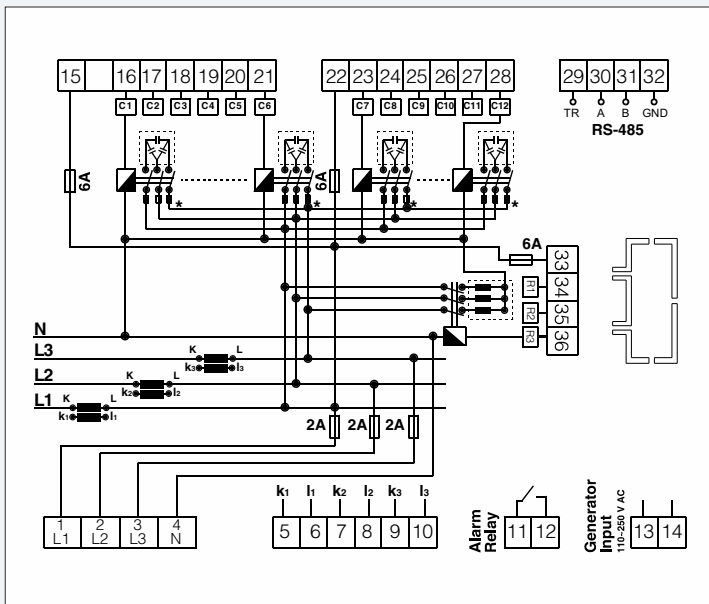 15 16 17 18 19 20 21 22 23 24 25 26 27 28 29 30 31 32
C1 C2 C3 C4 C5 C6 C7 C8 C9 C10 C11 C12 TR A B GND
RS-485
6A 6A
* * * *
6A 33
R1 34
R2 35
R3 36
N
L3 K L
k3 l3
L2 K L
k2 l2
L1 K L
k1 l1
2A 2A 2A
k1 l1 k2 l2 k3 l3
1 2 3 4
L1 L2 L3 N
5 6 7 8 9 10
Alarm Relay
11 12
Generator Input
110~250 V AC
13 14